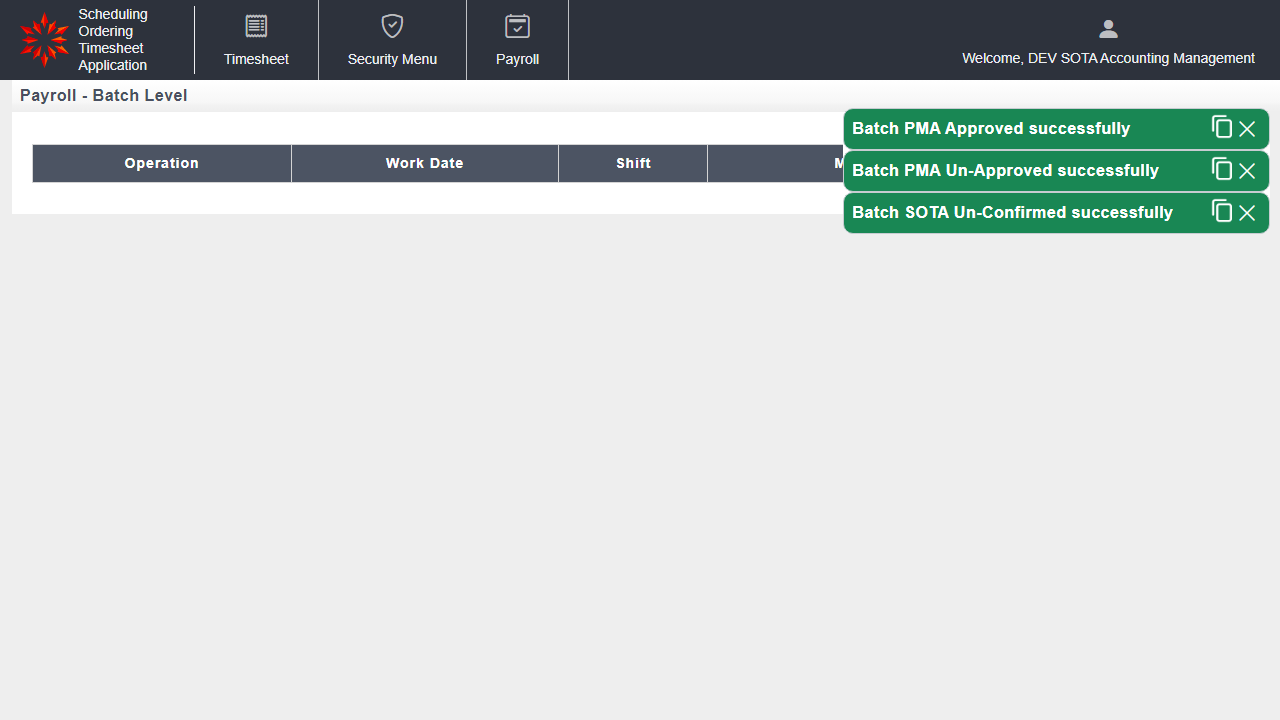 Scheduling
Ordering
Timesheet
Application
Timesheet
Security Menu
Payroll
Welcome, DEV SOTA Accounting Management
Payroll - Batch Level
Operation
Work Date
Shift
Batch PMA Approved successfully
Batch PMA Un-Approved successfully
Batch SOTA Un-Confirmed successfully